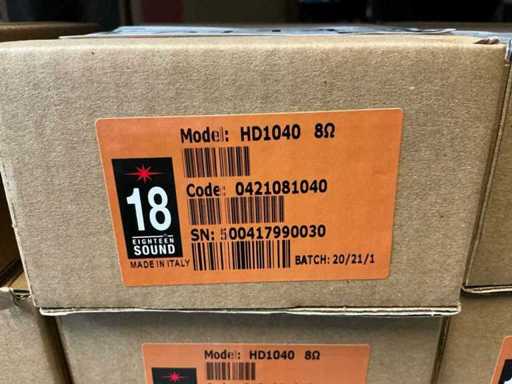 Model: HD1040 8Ω
Code: 0421081040
18
EIGHTEEN
SOUND
SN: 500417990030
MADE IN ITALY
BATCH: 20/21/1
Model: HD1040 8Ω